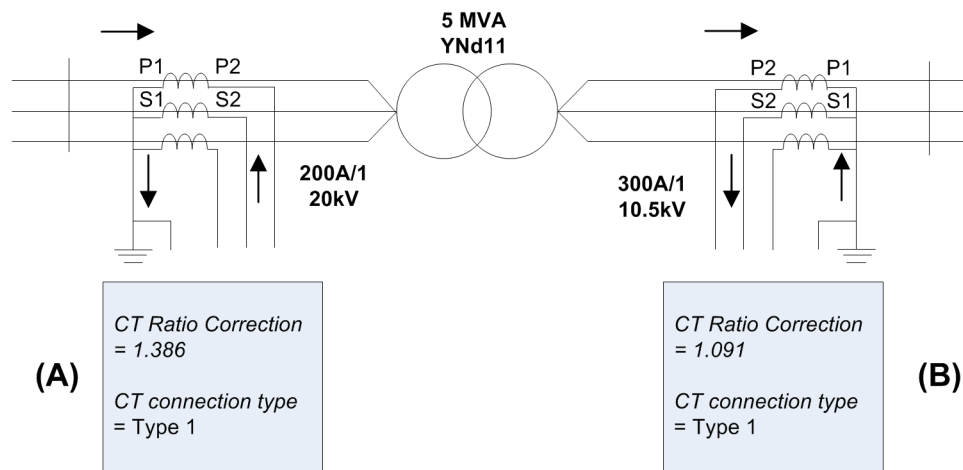 5 MVA
YNd11
P1 P2
S1 S2
P2 P1
S2 S1
200A/1
20kV
300A/1
10.5kV
(A)
CT Ratio Correction
= 1.386
CT connection type
= Type 1
CT Ratio Correction
= 1.091
CT connection type
= Type 1
(B)